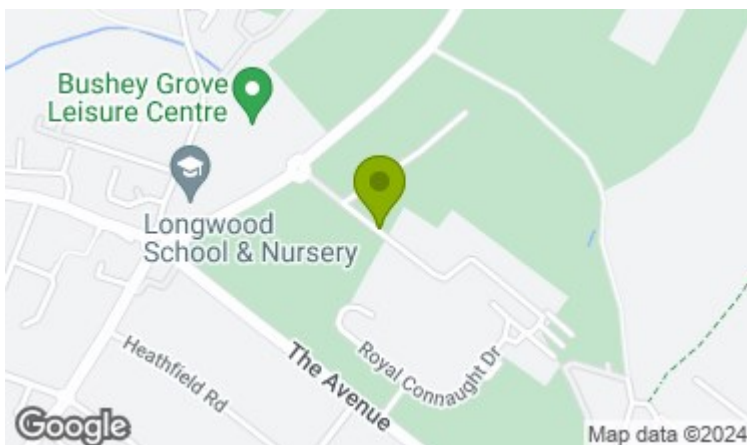 Bushey Grove
Leisure Centre
Longwood
School & Nursery
Heathfield Rd
The Avenue
Royal Connaught Dr
Google
Map data ©2024